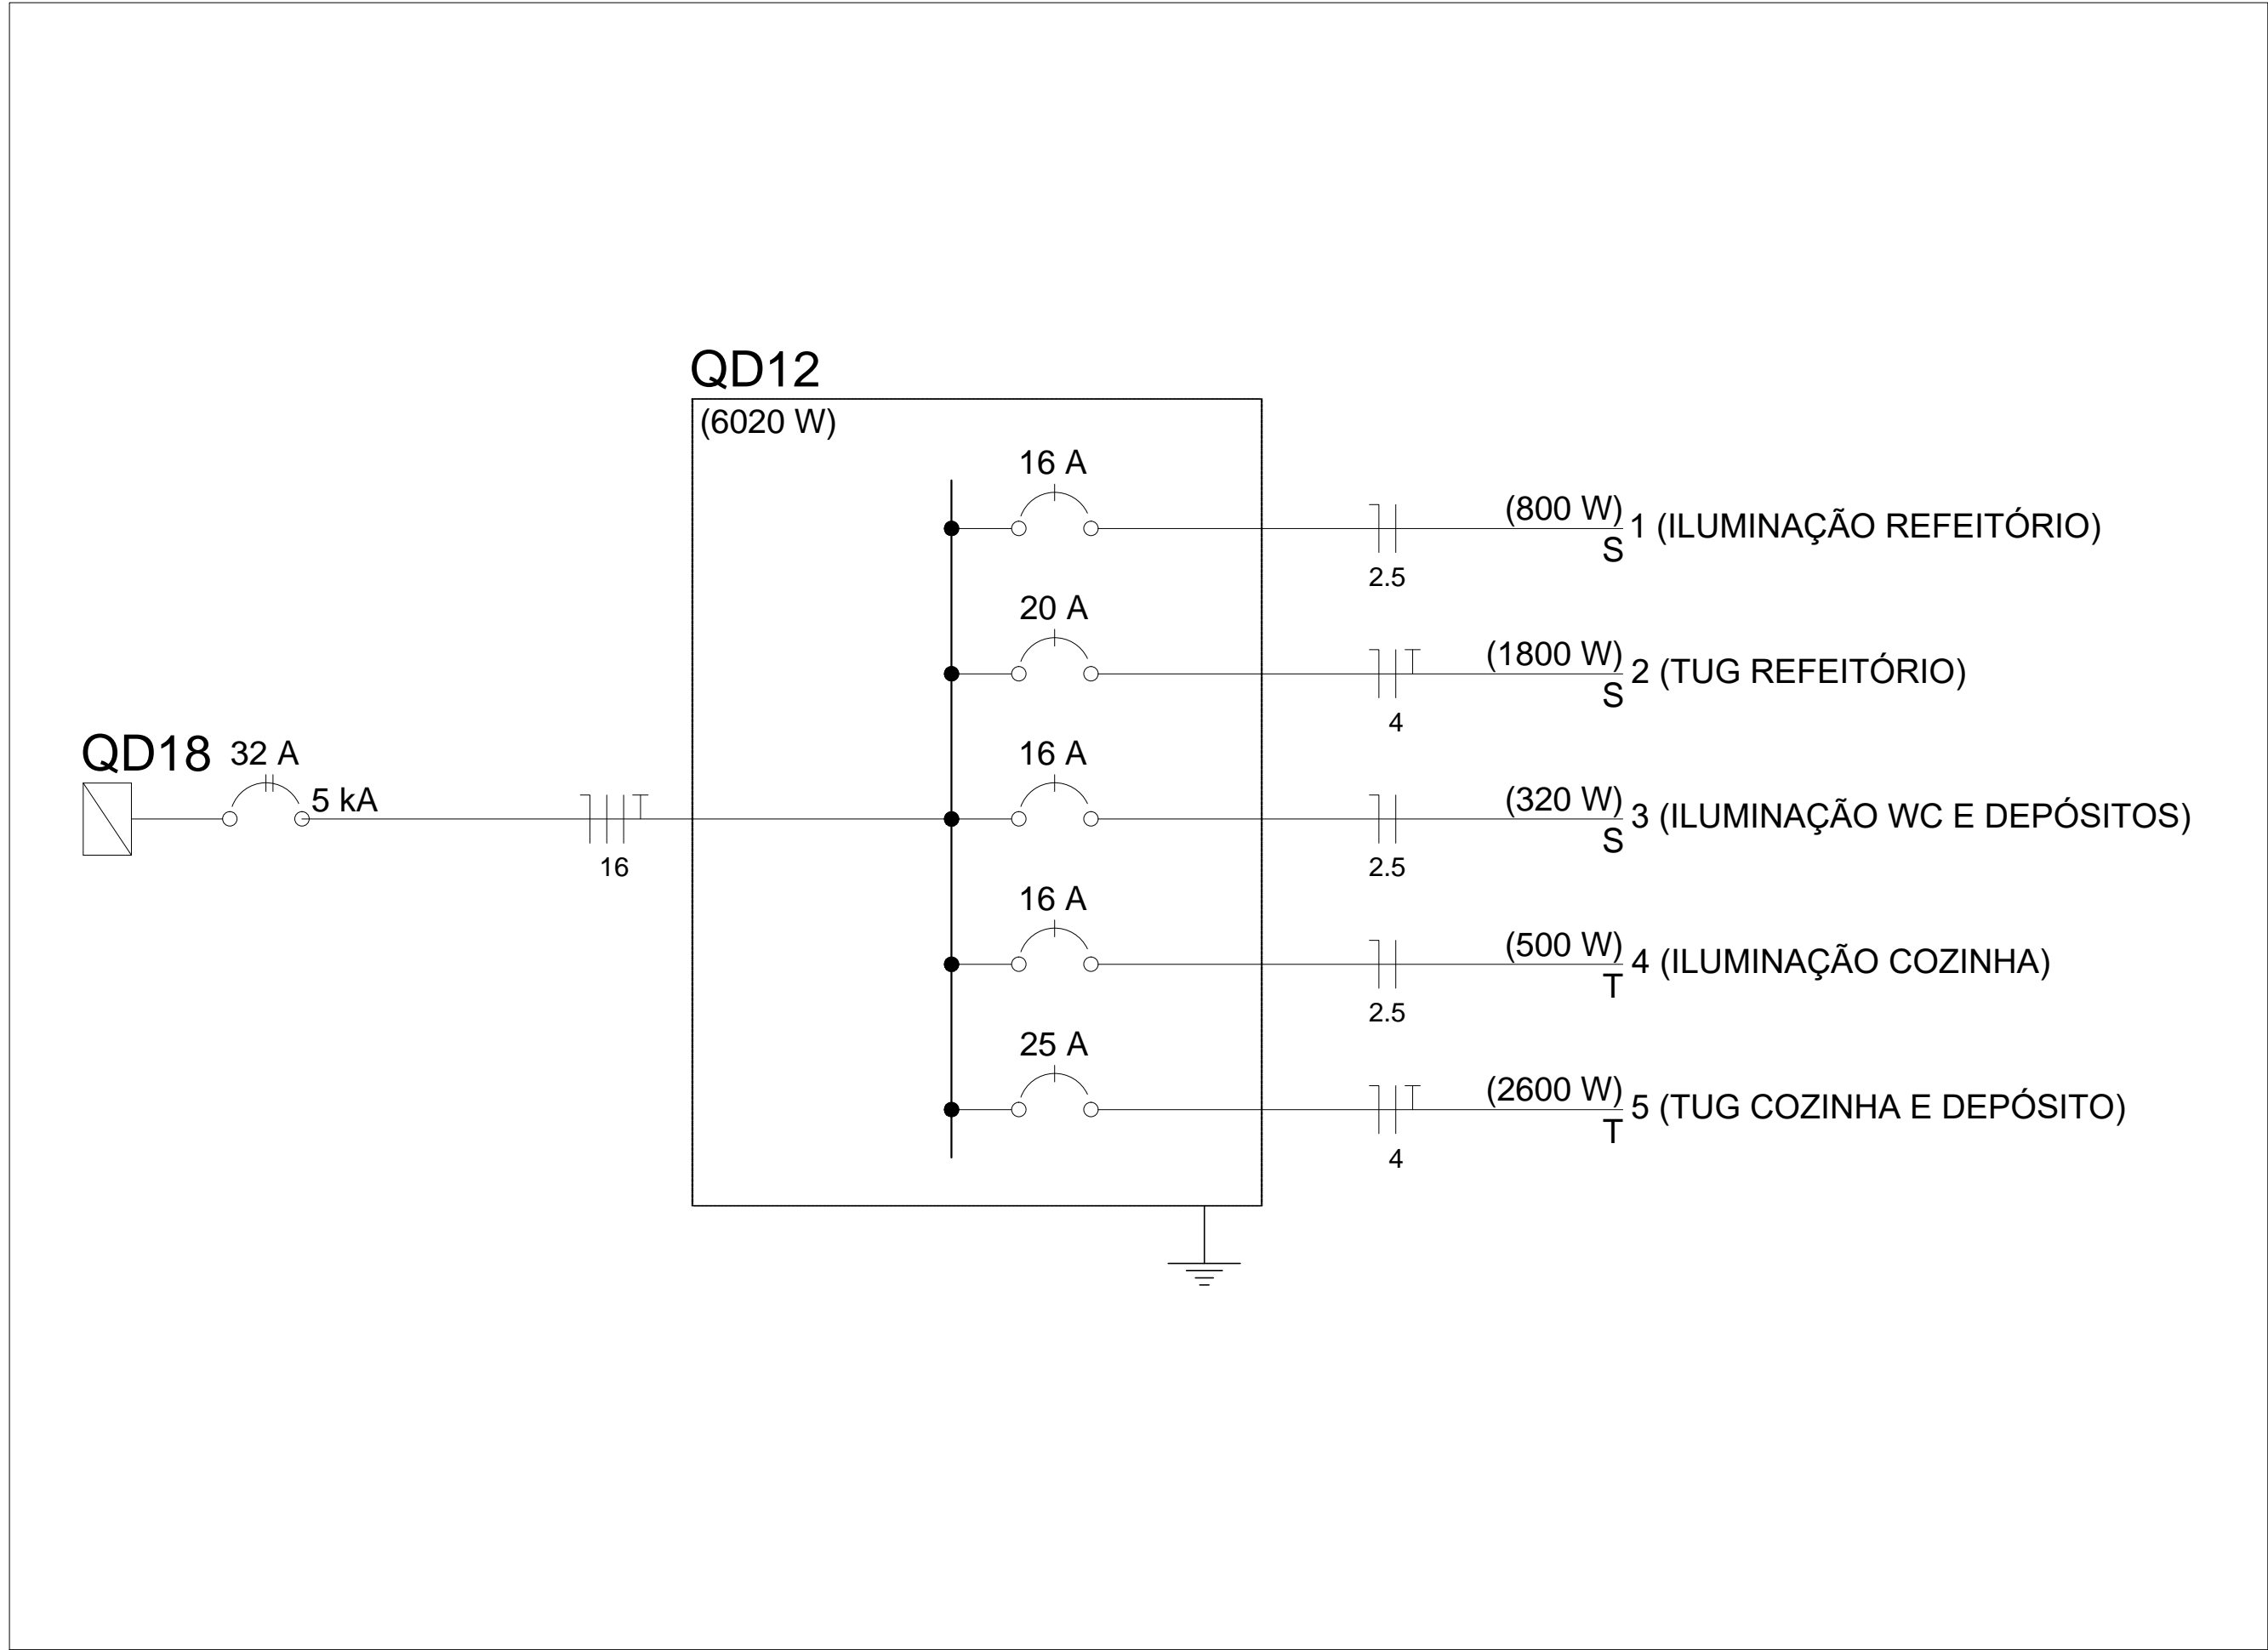 QD12
(6020 W)
16 A
(800 W)
1 (ILUMINAÇÃO REFEITÓRIO)
S
2.5
20 A
(1800 W)
2 (TUG REFEITÓRIO)
S
4
QD18
32 A
5 kA
16
16 A
(320 W)
3 (ILUMINAÇÃO WC E DEPÓSITOS)
S
2.5
16 A
(500 W)
4 (ILUMINAÇÃO COZINHA)
T
2.5
25 A
(2600 W)
5 (TUG COZINHA E DEPÓSITO)
T
4